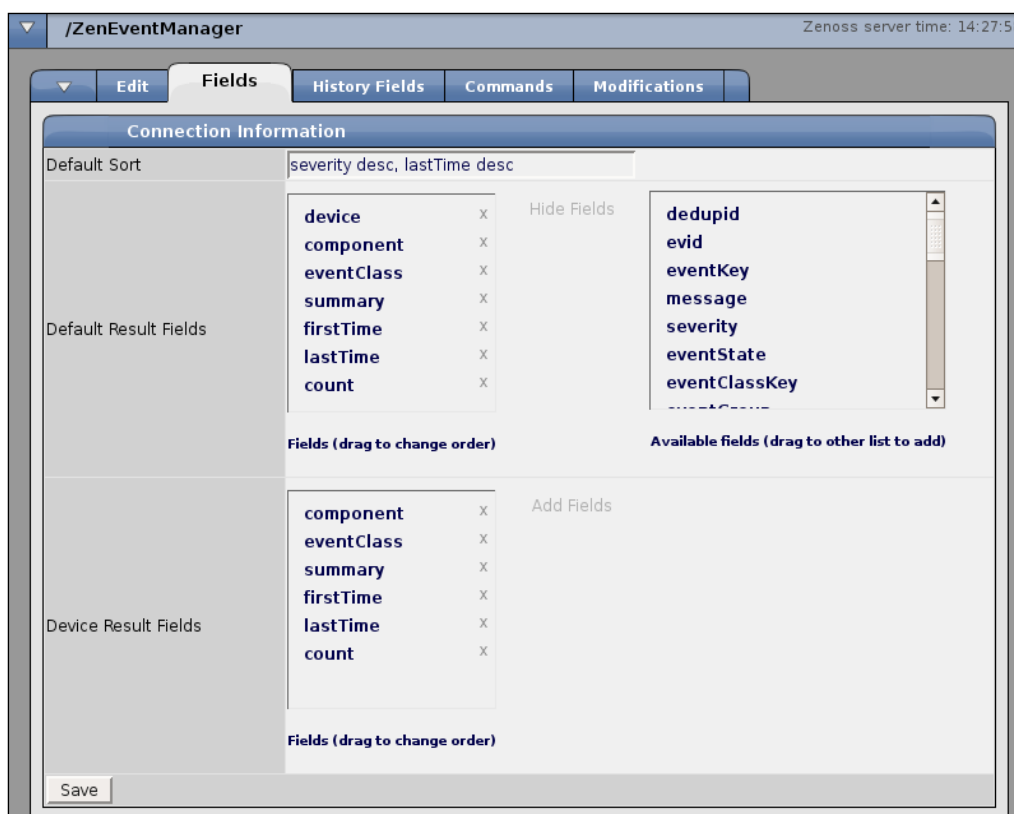 /ZenEventManager
Zenoss server time: 14:27:5
Edit
Fields
History Fields
Commands
Modifications
Connection Information
Default Sort
severity desc, lastTime desc
Default Result Fields
device x
component x
eventClass x
summary x
firstTime x
lastTime x
count x
Fields (drag to change order)
Hide Fields
dedupid
evid
eventKey
message
severity
eventState
eventClassKey
Available fields (drag to other list to add)
Device Result Fields
component x
eventClass x
summary x
firstTime x
lastTime x
count x
Fields (drag to change order)
Add Fields
Save